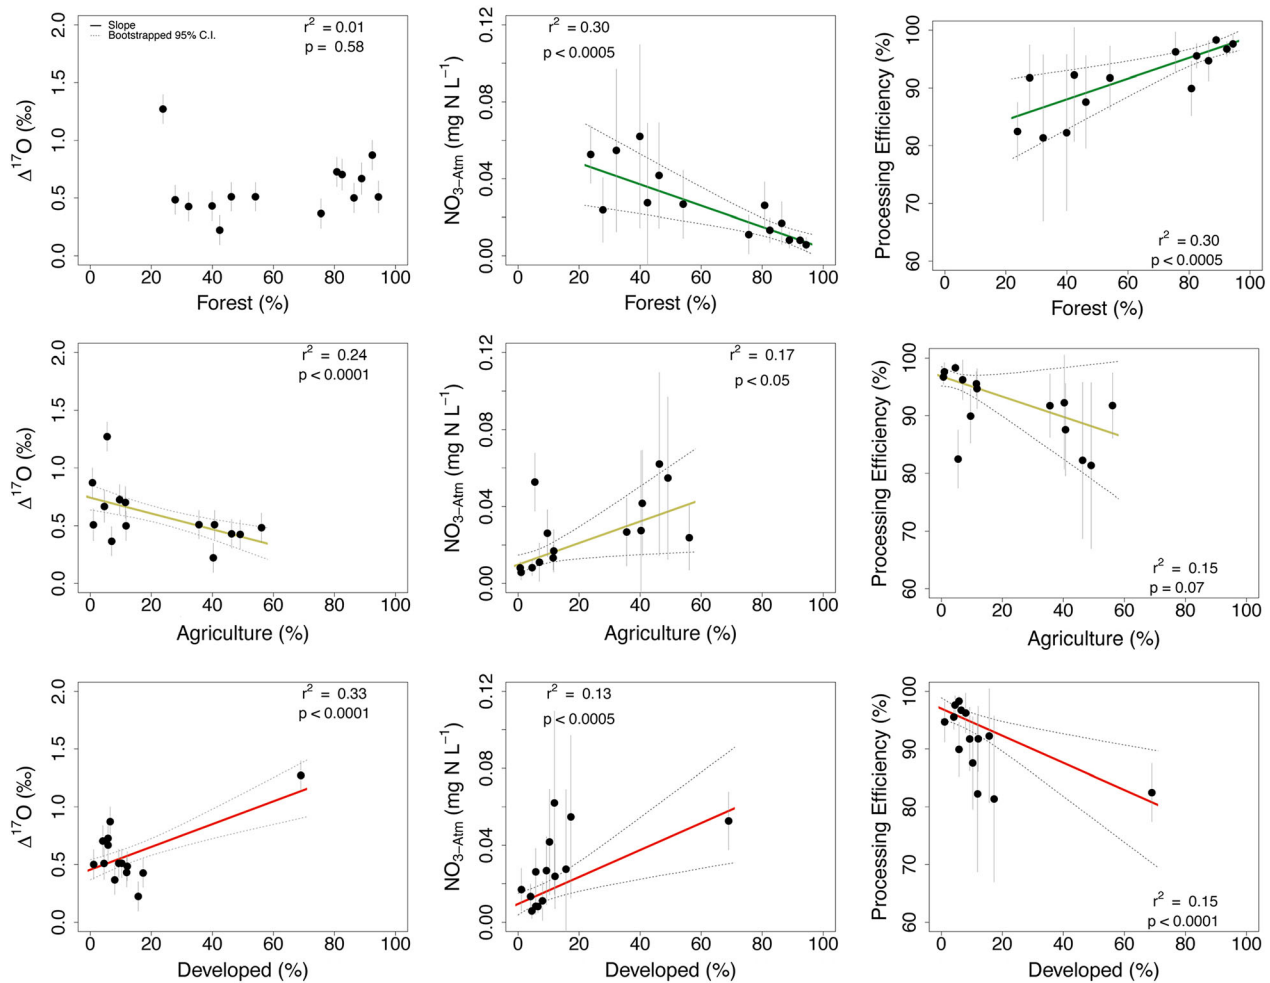 Slope
Bootstrapped 95% C.I.
r² = 0.01
p = 0.58
Δ¹⁷O (‰)
0.0 0.5 1.0 1.5 2.0
0 20 40 60 80 100
Forest (%)
r² = 0.30
p < 0.0005
NO₃₋Atm (mg N L⁻¹)
0.00 0.04 0.08 0.12
0 20 40 60 80 100
Forest (%)
r² = 0.30
p < 0.0005
Processing Efficiency (%)
60 70 80 90 100
0 20 40 60 80 100
Forest (%)
r² = 0.24
p < 0.0001
Δ¹⁷O (‰)
0.0 0.5 1.0 1.5 2.0
0 20 40 60 80 100
Agriculture (%)
r² = 0.17
p < 0.05
NO₃₋Atm (mg N L⁻¹)
0.00 0.04 0.08 0.12
0 20 40 60 80 100
Agriculture (%)
r² = 0.15
p = 0.07
Processing Efficiency (%)
60 70 80 90 100
0 20 40 60 80 100
Agriculture (%)
r² = 0.33
p < 0.0001
Δ¹⁷O (‰)
0.0 0.5 1.0 1.5 2.0
0 20 40 60 80 100
Developed (%)
r² = 0.13
p < 0.0005
NO₃₋Atm (mg N L⁻¹)
0.00 0.04 0.08 0.12
0 20 40 60 80 100
Developed (%)
r² = 0.15
p < 0.0001
Processing Efficiency (%)
60 70 80 90 100
0 20 40 60 80 100
Developed (%)